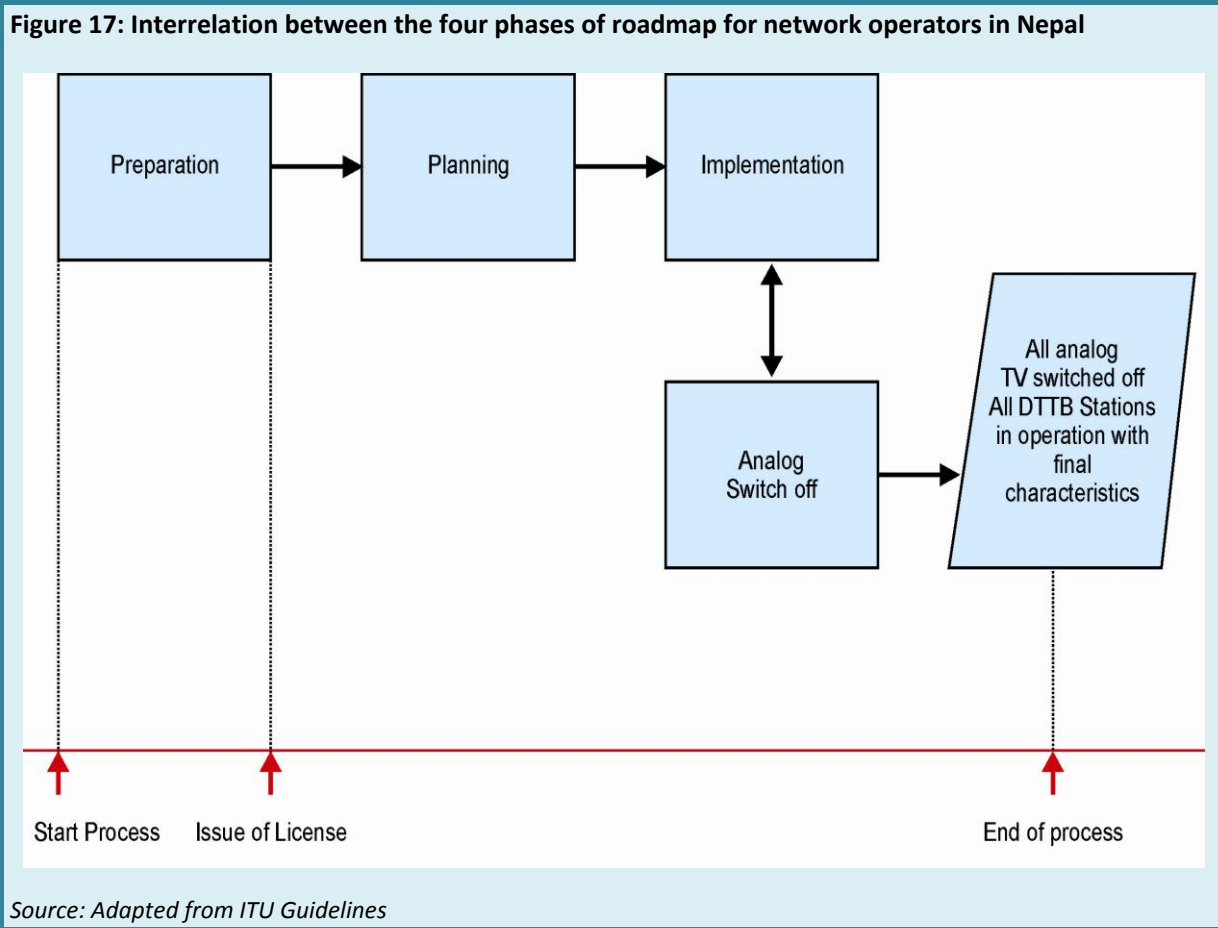 Figure 17: Interrelation between the four phases of roadmap for network operators in Nepal
Preparation
Planning
Implementation
Analog
Switch off
All analog
TV switched off
All DTTB Stations
in operation with
final
characteristics
Start Process
Issue of License
End of process
Source: Adapted from ITU Guidelines